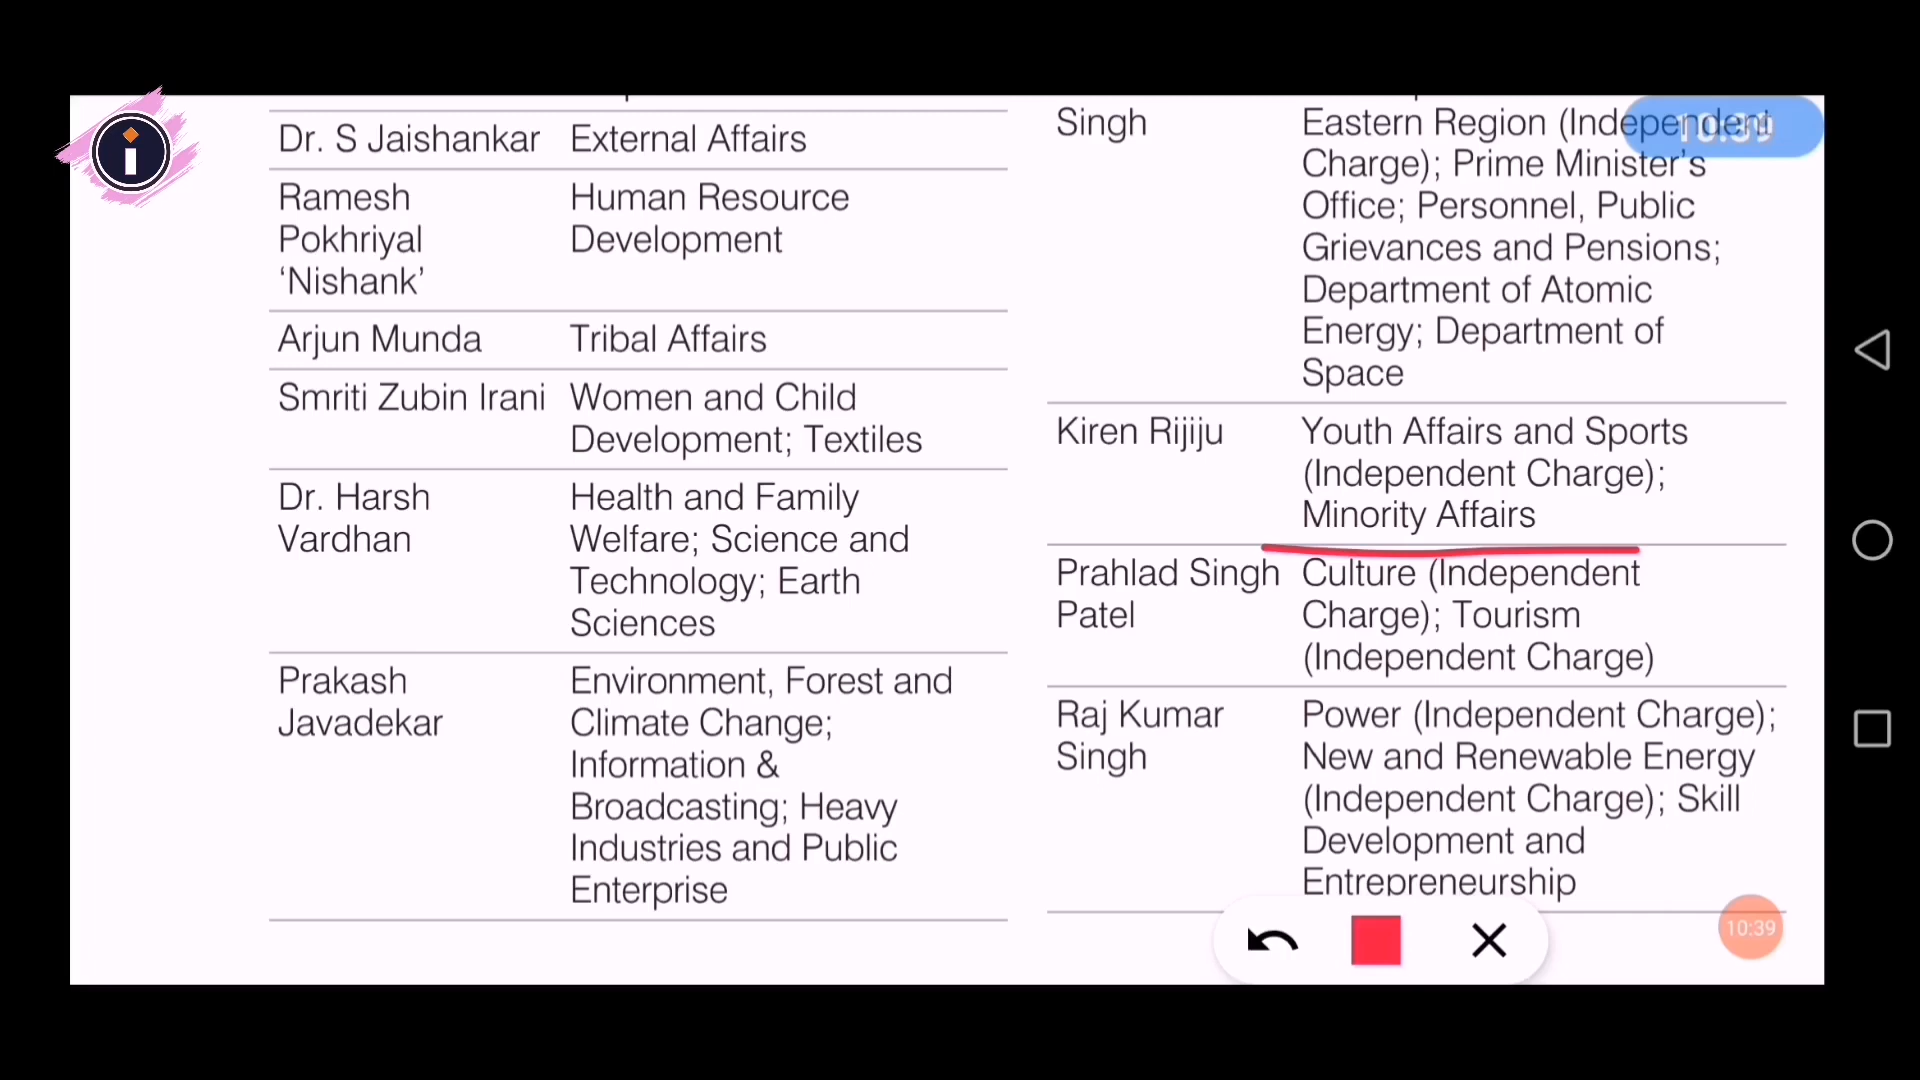 Dr. S Jaishankar External Affairs
Ramesh Human Resource
Pokhriyal Development
‘Nishank’
Arjun Munda Tribal Affairs
Smriti Zubin Irani Women and Child
Development; Textiles
Dr. Harsh Health and Family
Vardhan Welfare; Science and
Technology; Earth
Sciences
Prakash Environment, Forest and
Javadekar Climate Change;
Information &
Broadcasting; Heavy
Industries and Public
Enterprise
Singh Eastern Region (Independent
Charge); Prime Minister’s
Office; Personnel, Public
Grievances and Pensions;
Department of Atomic
Energy; Department of
Space
Kiren Rijiju Youth Affairs and Sports
(Independent Charge);
Minority Affairs
Prahlad Singh Culture (Independent
Patel Charge); Tourism
(Independent Charge)
Raj Kumar Power (Independent Charge);
Singh New and Renewable Energy
(Independent Charge); Skill
Development and
Entrepreneurship
10:39
10:39
i